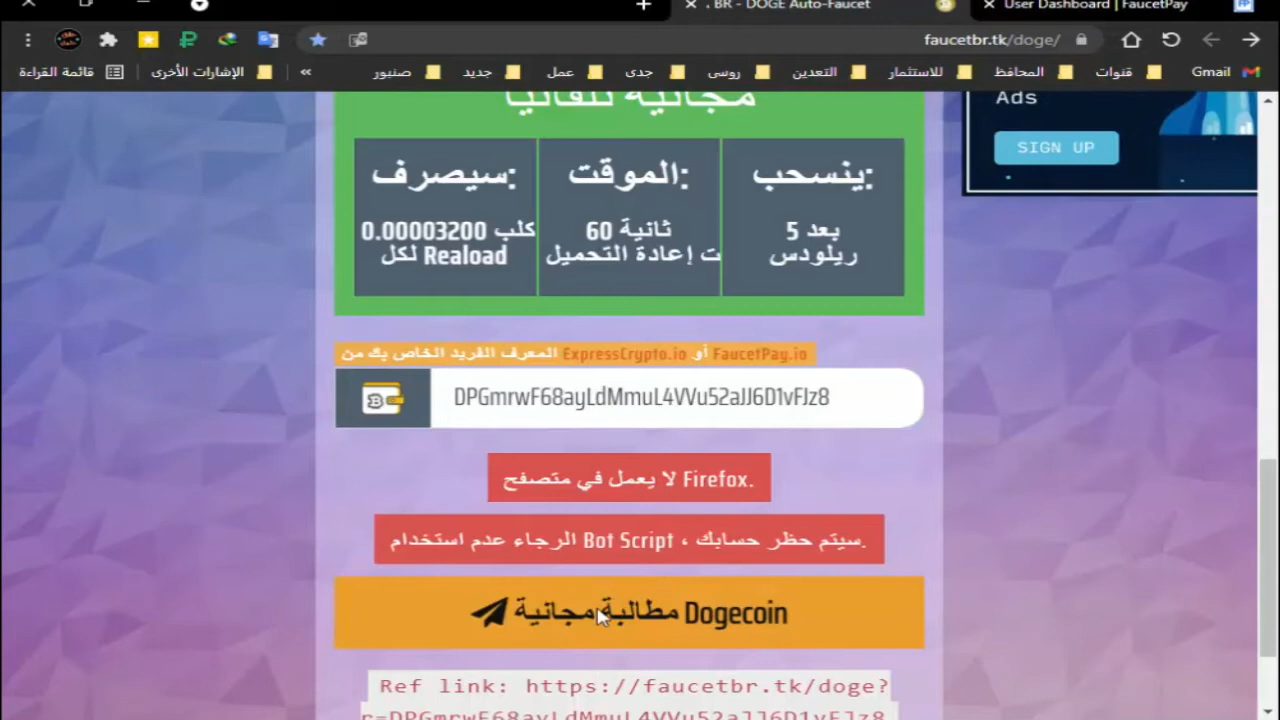 . BR - DOGE Auto-Faucet
User Dashboard | FaucetPay
faucetbr.tk/doge/
Gmail
قنوات
المحافظ
للاستثمار
التعدين
روسى
جدى
عمل
جديد
صنبور
»
الإشارات الأخرى
قائمة القراءة
مجانية تلقائيا
ينسحب:
بعد 5
ريلودس
الموقت:
ثانية 60
ت إعادة التحميل
سيصرف:
كلب 0.00003200
لكل Reaload
المعرف الفريد الخاص بك من ExpressCrypto.io أو FaucetPay.io
DPGmrwF68ayLdMmuL4VVu52aJJ6D1vFJz8
لا يعمل في متصفح Firefox.
سيتم حظر حسابك ، Bot Script الرجاء عدم استخدام.
مطالبة مجانية Dogecoin
Ref link: https://faucetbr.tk/doge?
r=DPGmrwF68ayLdMmuL4VVu52aJJ6D1vFJz8
Ads
SIGN UP